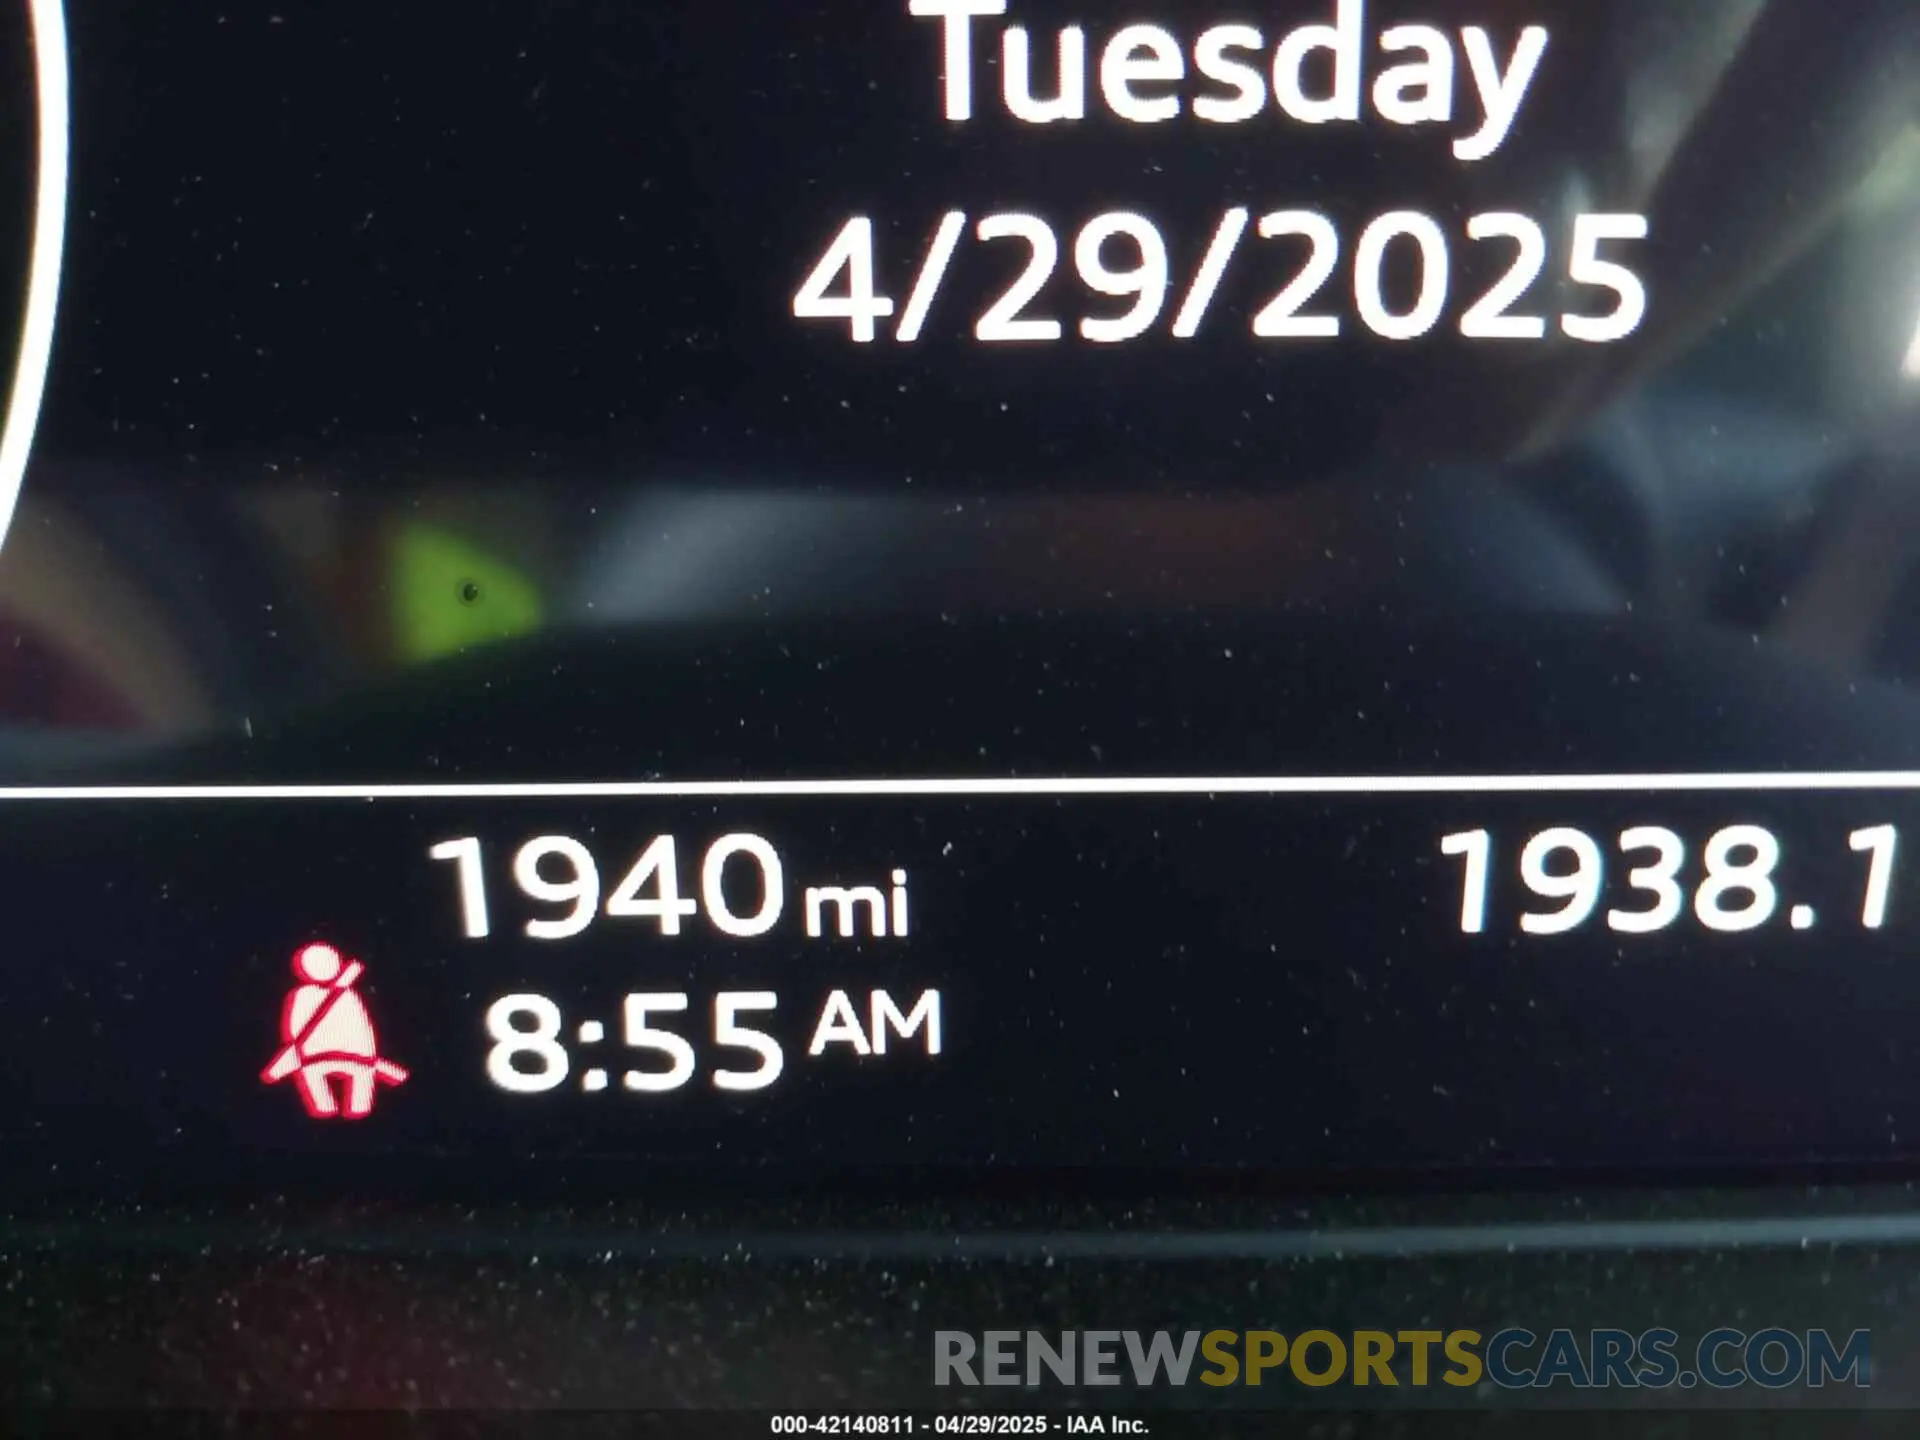 Tuesday
4/29/2025
1940 mi
1938.1
8:55 AM
RENEWSPORTSCARS.COM
000-42140811 - 04/29/2025 - IAA Inc.